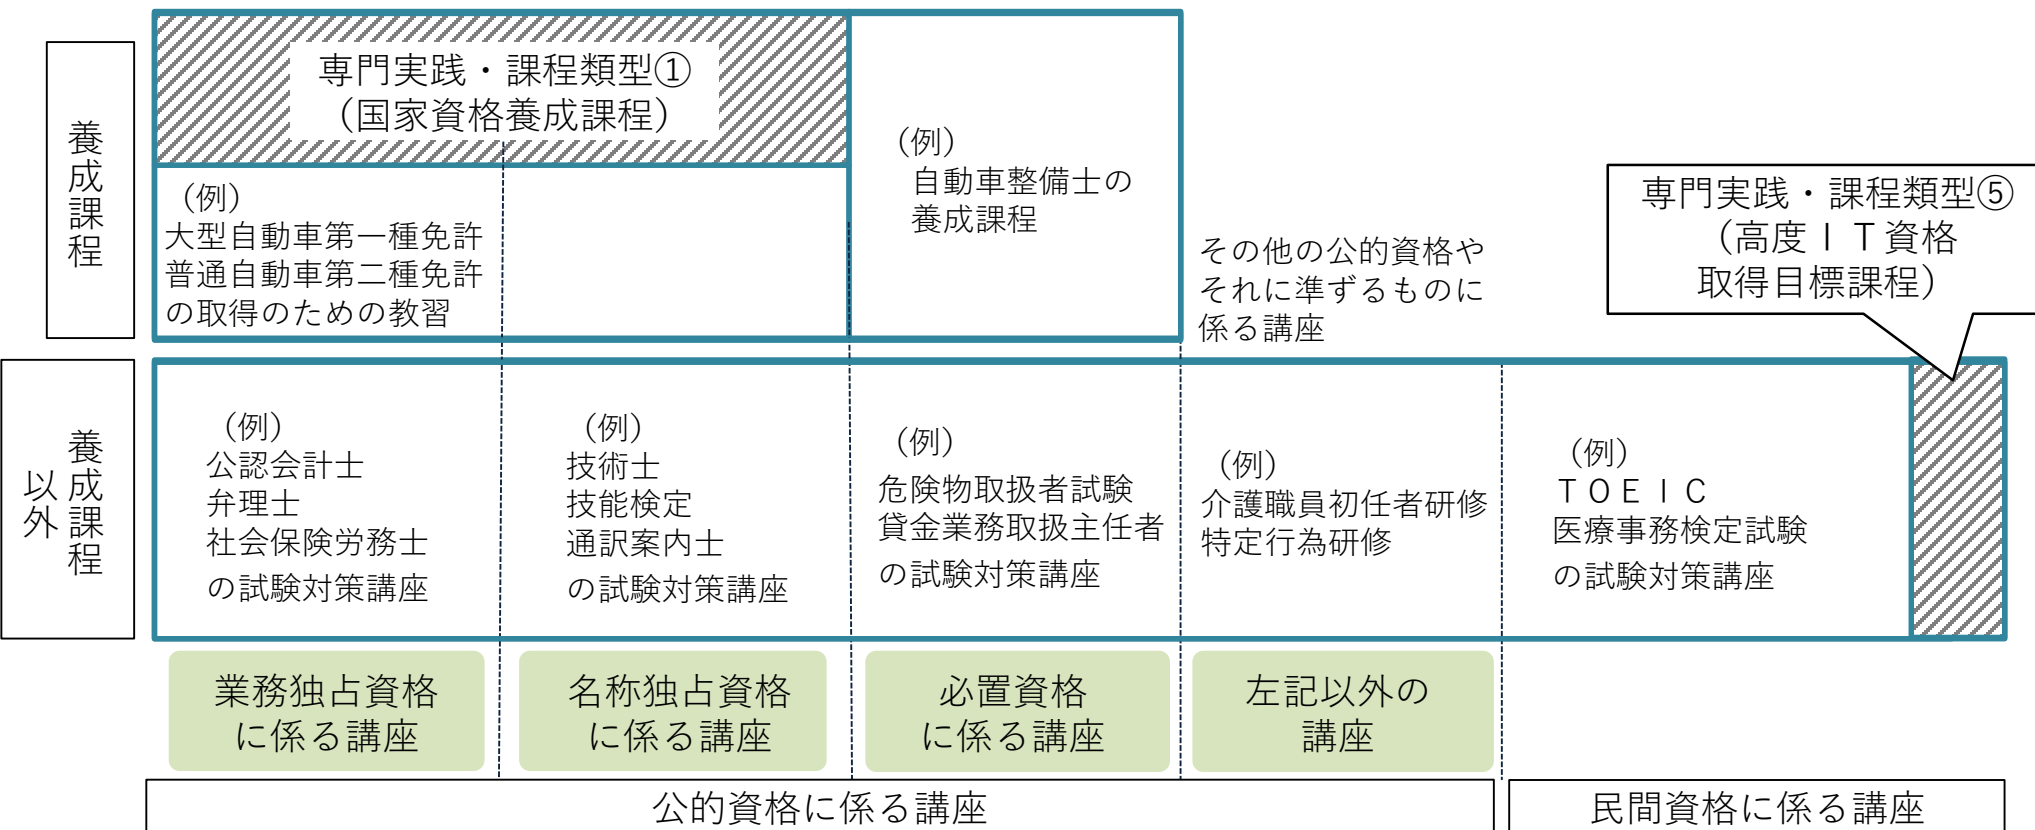 養成課程
専門実践・課程類型①
（国家資格養成課程）
（例）
大型自動車第一種免許
普通自動車第二種免許
の取得のための教習
（例）
自動車整備士の
養成課程
その他の公的資格や
それに準ずるものに
係る講座
専門実践・課程類型⑤
（高度ＩＴ資格
取得目標課程）
養成課程
以外
（例）
公認会計士
弁理士
社会保険労務士
の試験対策講座
（例）
技術士
技能検定
通訳案内士
の試験対策講座
（例）
危険物取扱者試験
貸金業務取扱主任者
の試験対策講座
（例）
介護職員初任者研修
特定行為研修
（例）
ＴＯＥＩＣ
医療事務検定試験
の試験対策講座
業務独占資格
に係る講座
名称独占資格
に係る講座
必置資格
に係る講座
左記以外の
講座
公的資格に係る講座
民間資格に係る講座